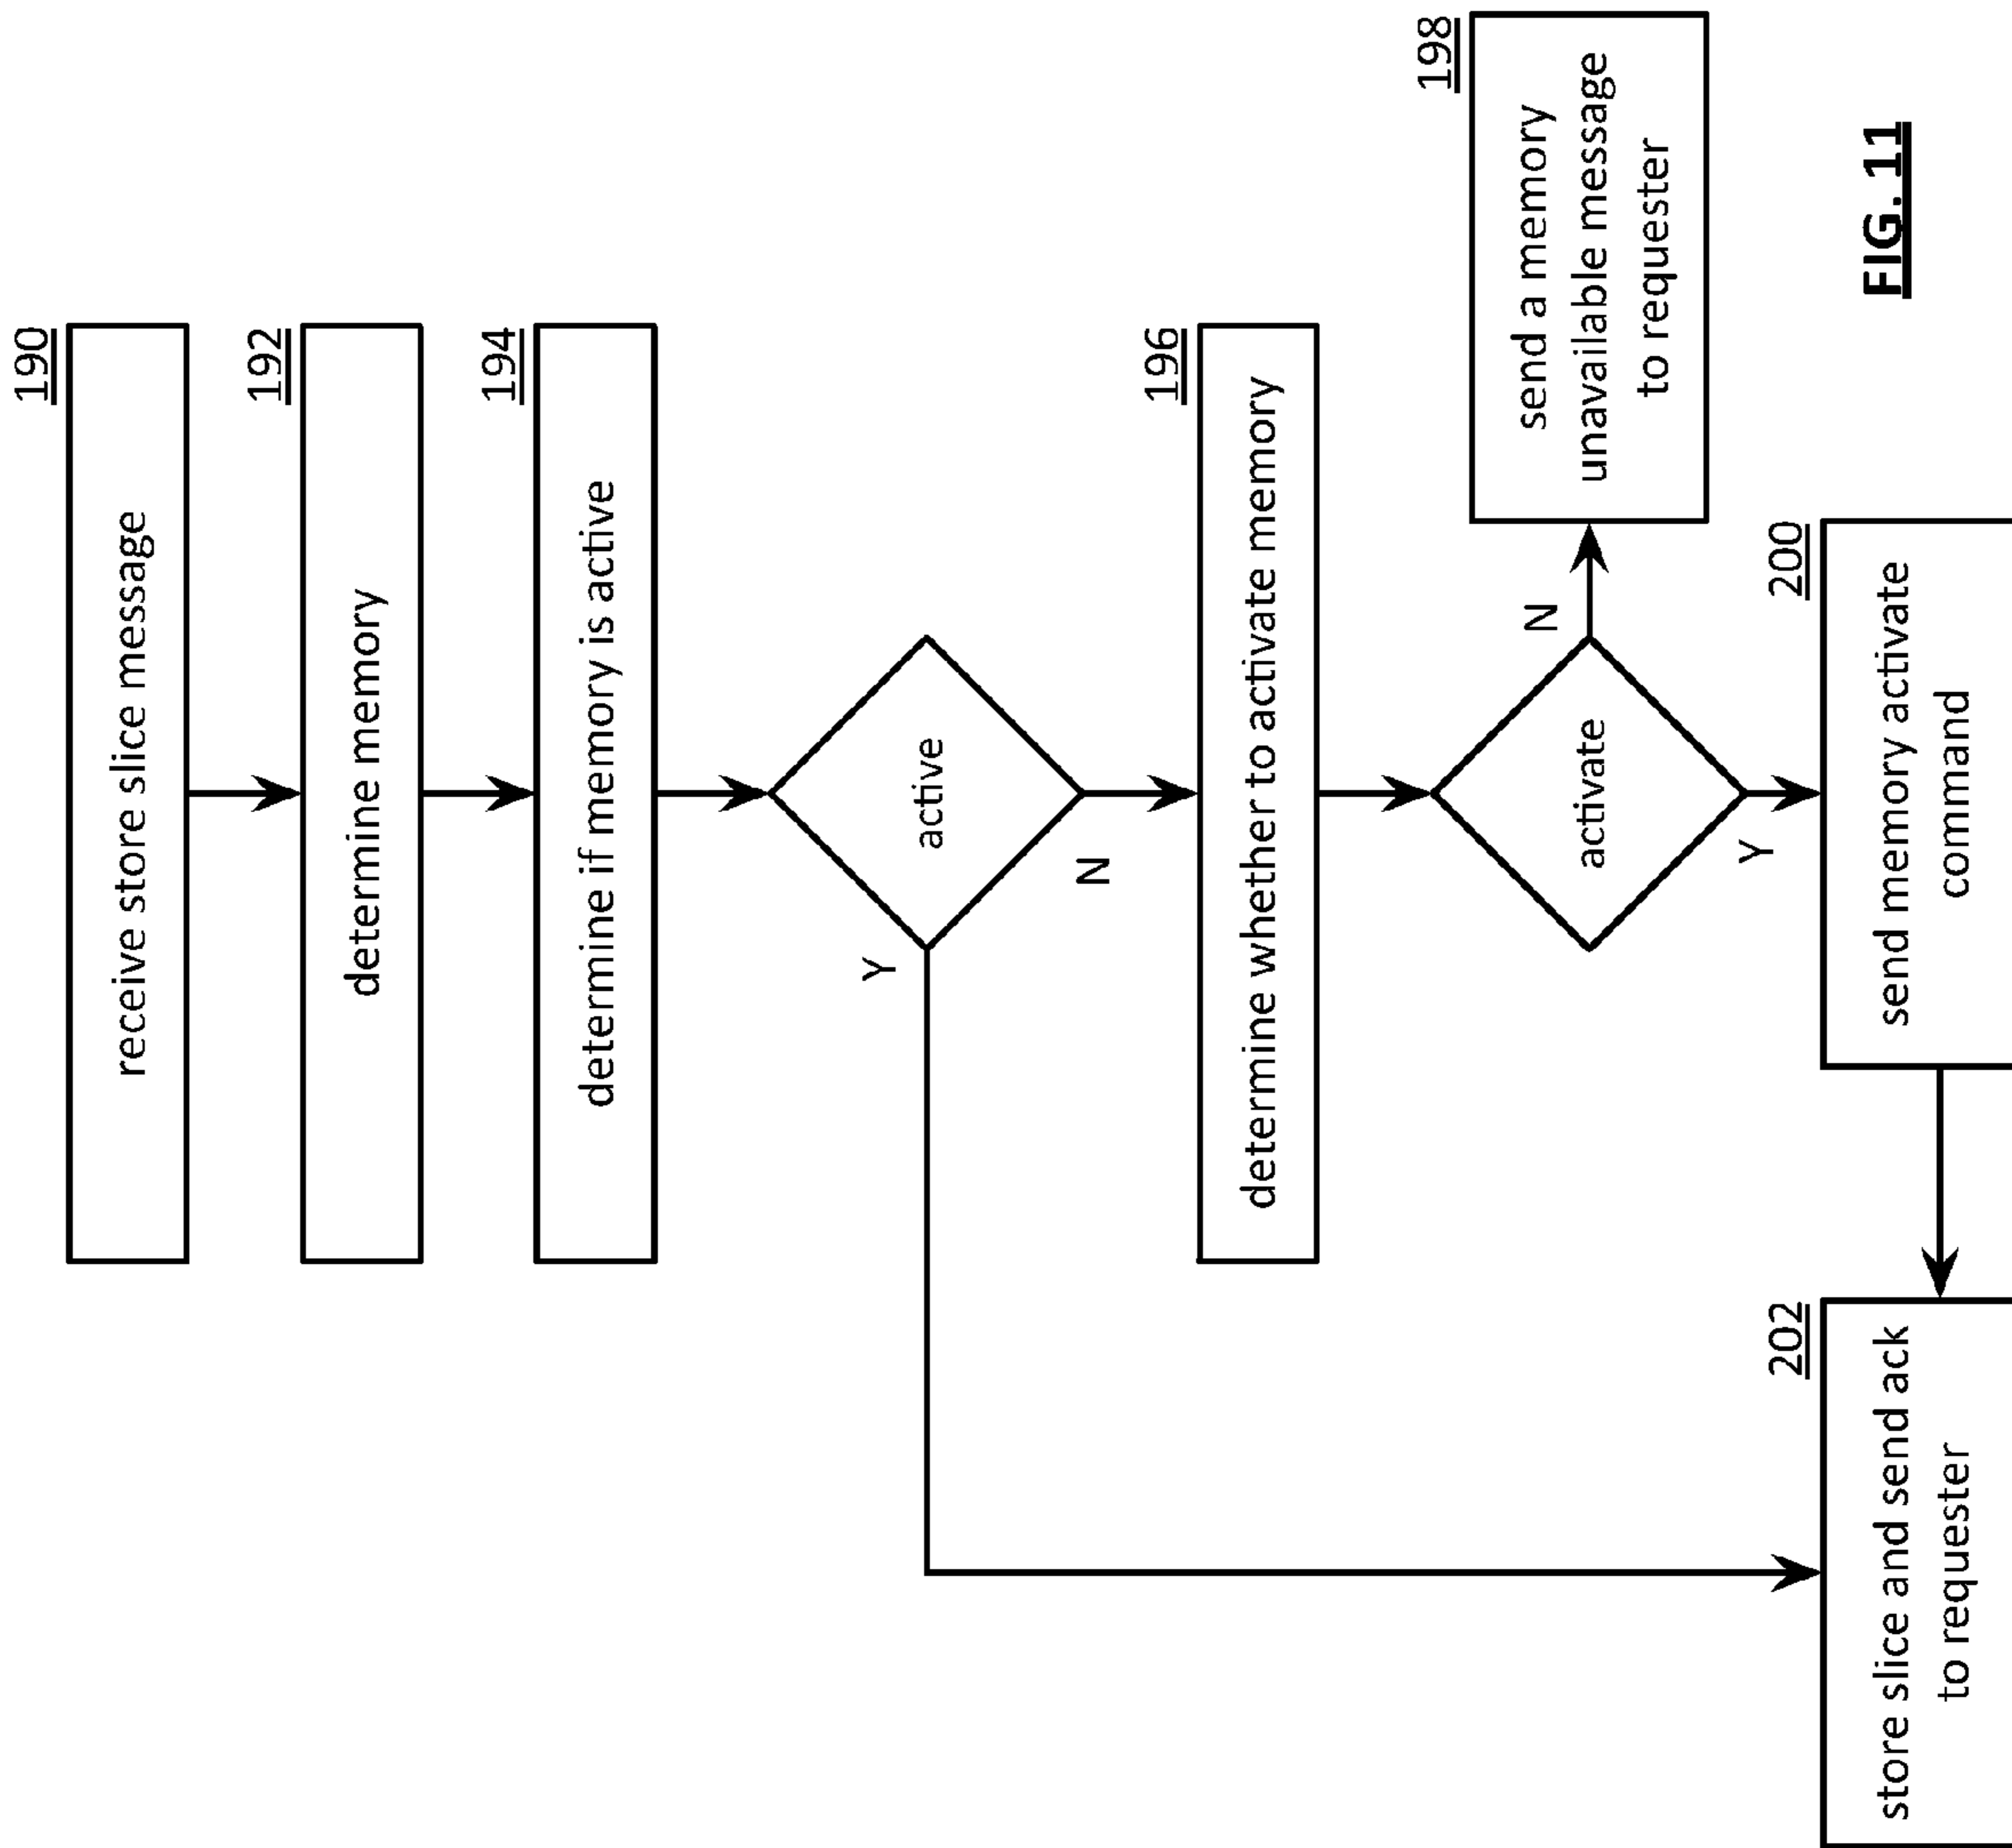 190
receive store slice message
192
determine memory
194
determine if memory is active
active
Y
N
196
determine whether to activate memory
activate
N
Y
198
send a memory
unavailable message
to requester
200
send memory activate
command
202
store slice and send ack
to requester
FIG. 11